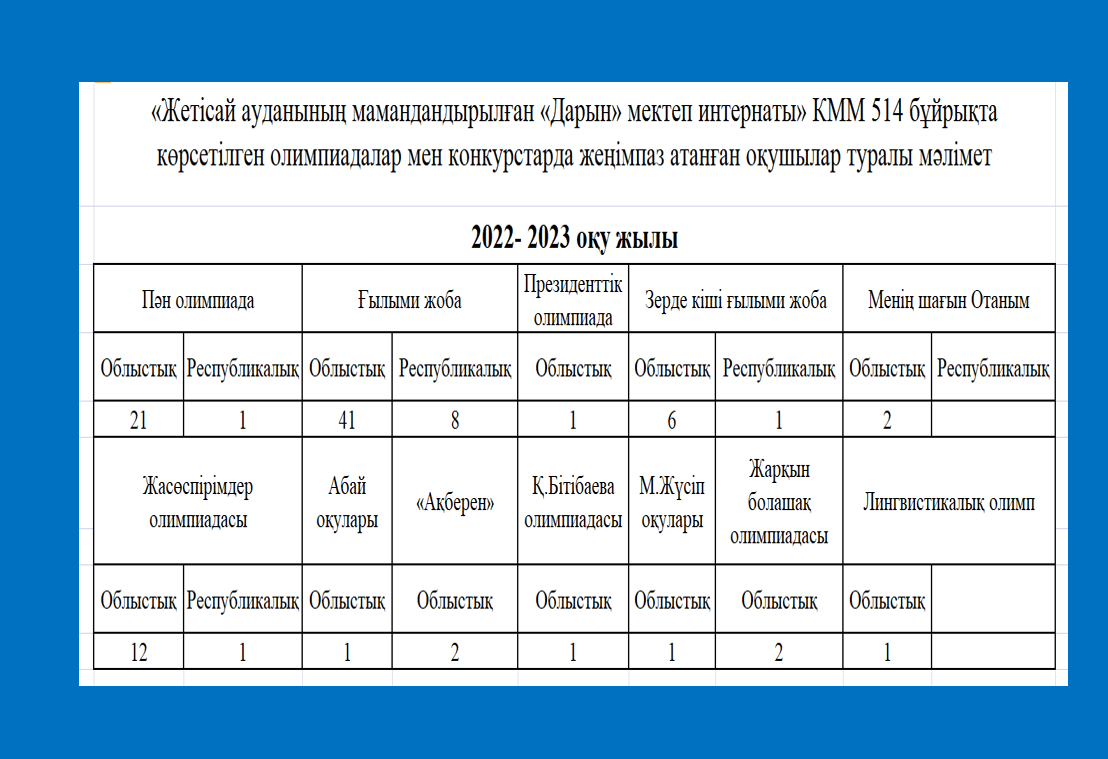 «Жетісай ауданының мамандандырылған «Дарын» мектеп интернаты» КММ 514 бұйрықта
көрсетілген олимпиадалар мен конкурстарда жеңімпаз атанған оқушылар туралы мәлімет
2022- 2023 оқу жылы
Пән олимпиада Ғылыми жоба Президенттік олимпиада Зерде кіші ғылыми жоба Менің шағын Отаным
Облыстық Республикалық Облыстық Республикалық Облыстық Облыстық Республикалық Облыстық Республикалық
21 1 41 8 1 6 1 2
Жасөспірімдер олимпиадасы Абай оқулары «Ақберен» Қ.Бітібаева олимпиадасы М.Жүсіп оқулары Жарқын болашақ олимпиадасы Лингвистикалық олимп
Облыстық Республикалық Облыстық Облыстық Облыстық Облыстық Облыстық Облыстық
12 1 1 2 1 1 2 1